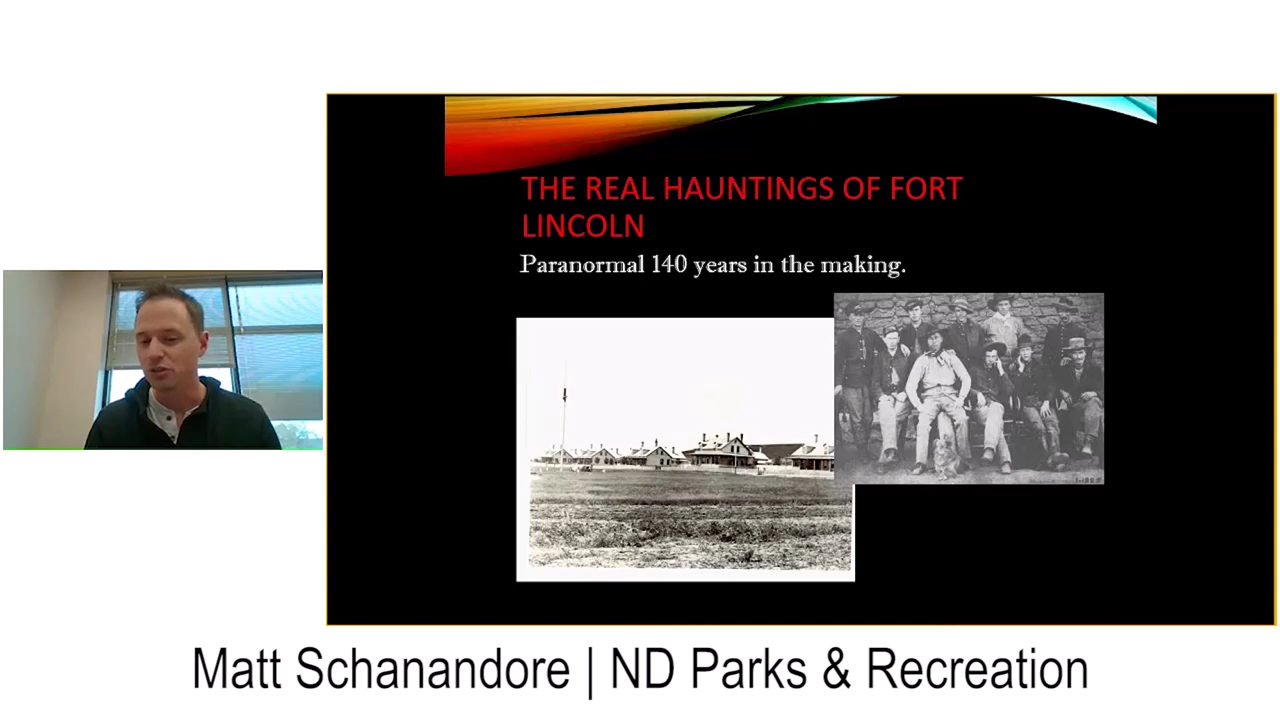 THE REAL HAUNTINGS OF FORT
LINCOLN
Paranormal 140 years in the making.
Matt Schanandore | ND Parks & Recreation